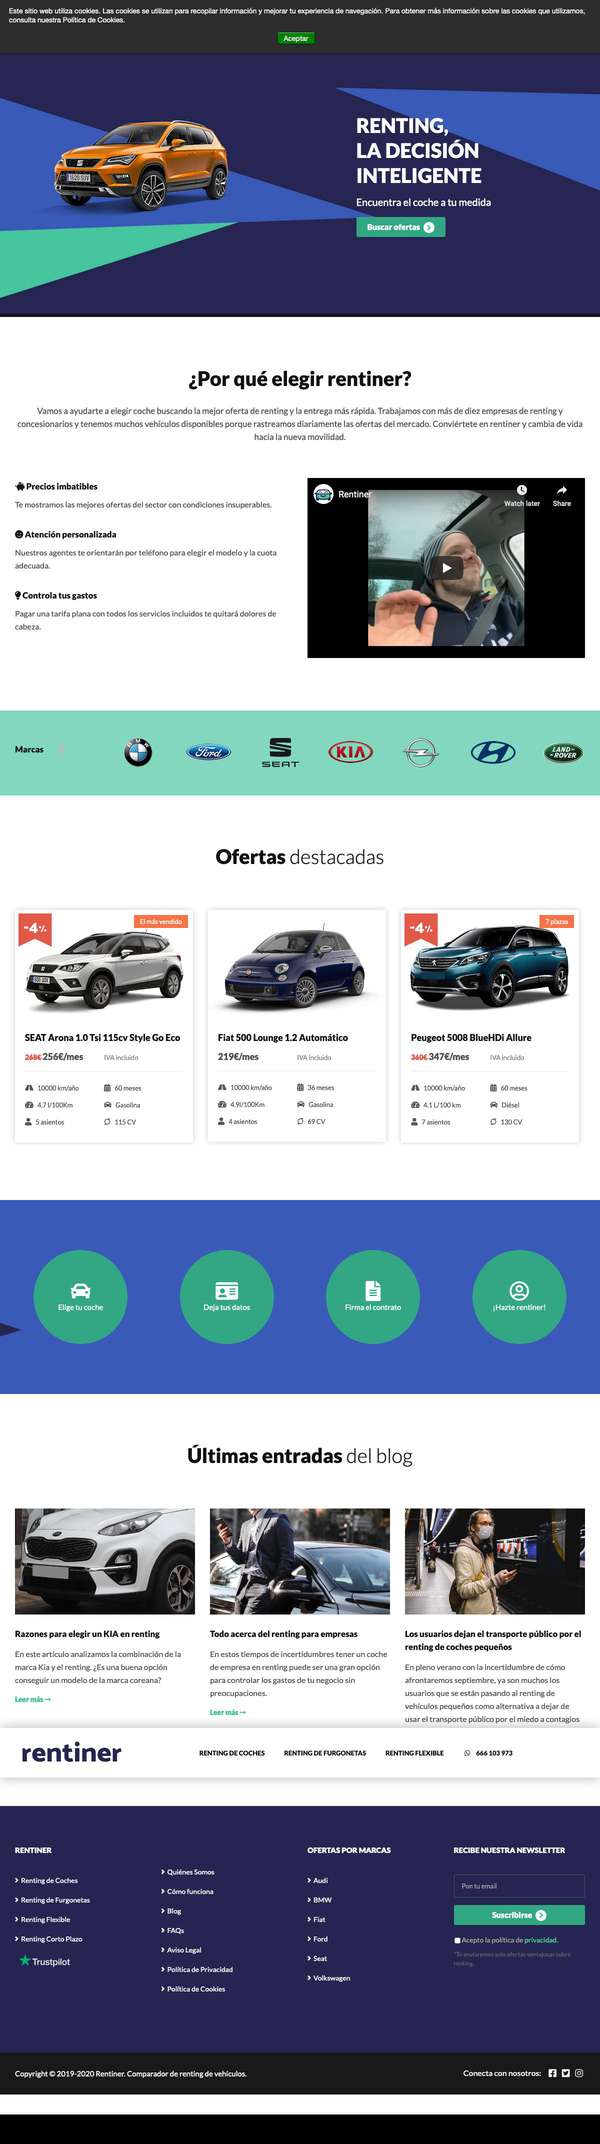 Este sitio web utiliza cookies. Las cookies se utilizan para recopilar información y mejorar tu experiencia de navegación. Para obtener más información sobre las cookies que utilizamos,
consulta nuestra Política de Cookies.
Aceptar
RENTING,
LA DECISIÓN
INTELIGENTE
Encuentra el coche a tu medida
Buscar ofertas
¿Por qué elegir rentiner?
Vamos a ayudarte a elegir coche buscando la mejor oferta de renting y la entrega más rápida. Trabajamos con más de diez empresas de renting y
concesionarios y tenemos muchos vehículos disponibles porque rastreamos diariamente las ofertas del mercado. Conviértete en rentiner y cambia de vida
hacia la nueva movilidad.
Precios imbatibles
Te mostramos las mejores ofertas del sector con condiciones insuperables.
Atención personalizada
Nuestros agentes te orientarán por teléfono para elegir el modelo y la cuota
adecuada.
Controla tus gastos
Pagar una tarifa plana con todos los servicios incluidos te quitará dolores de
cabeza.
Rentiner
Watch later
Share
Marcas
BMW
Ford
SEAT
KIA
LAND-ROVER
Ofertas destacadas
-4%
El más vendido
SEAT Arona 1.0 Tsi 115cv Style Go Eco
268€ 256€/mes IVA incluido
10000 km/año 60 meses
4.7 l/100Km Gasolina
5 asientos 115 CV
Fiat 500 Lounge 1.2 Automático
219€/mes IVA incluido
10000 km/año 36 meses
4.9l/100Km Gasolina
4 asientos 69 CV
-4%
7 plazas
Peugeot 5008 BlueHDi Allure
360€ 347€/mes IVA incluido
10000 km/año 60 meses
4.1 L/100 km Diésel
7 asientos 130 CV
Elige tu coche
Deja tus datos
Firma el contrato
¡Hazte rentiner!
Últimas entradas del blog
Razones para elegir un KIA en renting
En este artículo analizamos la combinación de la
marca Kia y el renting. ¿Es una buena opción
conseguir un modelo de la marca coreana?
Leer más
Todo acerca del renting para empresas
En estos tiempos de incertidumbres tener un coche
de empresa en renting puede ser una gran opción
para controlar los gastos de tu negocio sin
preocupaciones.
Leer más
Los usuarios dejan el transporte público por el
renting de coches pequeños
En pleno verano con la incertidumbre de cómo
afrontaremos septiembre, ya son muchos los
usuarios que se están pasando al renting de
vehículos pequeños como alternativa a dejar de
usar el transporte público por el miedo a contagios
rentiner
RENTING DE COCHES
RENTING DE FURGONETAS
RENTING FLEXIBLE
666 103 973
RENTINER
Renting de Coches
Renting de Furgonetas
Renting Flexible
Renting Corto Plazo
Trustpilot
Quiénes Somos
Cómo funciona
Blog
FAQs
Aviso Legal
Política de Privacidad
Política de Cookies
OFERTAS POR MARCAS
Audi
BMW
Fiat
Ford
Seat
Volkswagen
RECIBE NUESTRA NEWSLETTER
Pon tu email
Suscribirse
Acepto la política de privacidad.
*Te enviaremos solo ofertas ventajosas sobre
renting.
Copyright © 2019-2020 Rentiner. Comparador de renting de vehículos.
Conecta con nosotros: